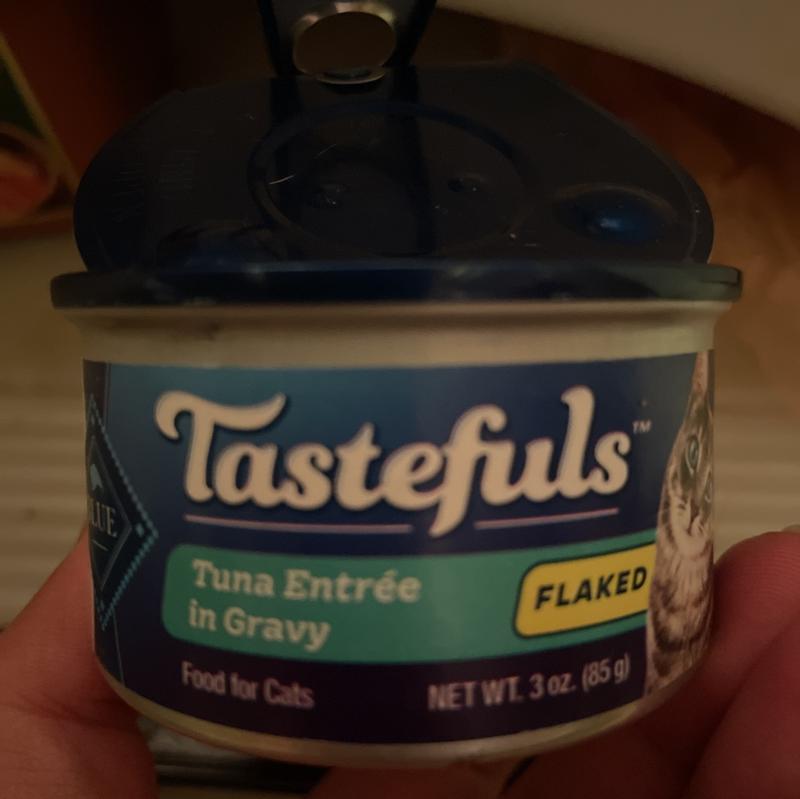 Tastefuls™
Tuna Entrée
in Gravy
FLAKED
Food for Cats
NET WT. 3 oz. (85 g)